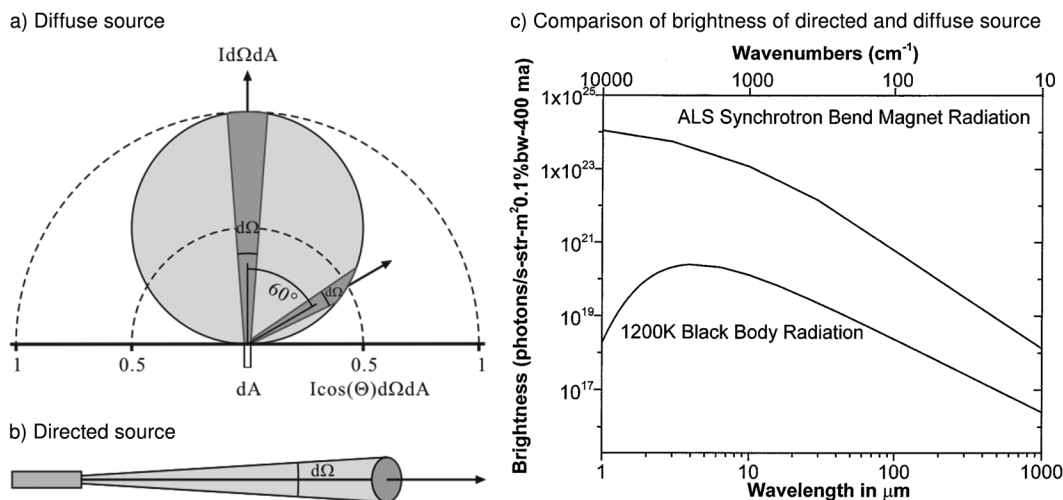 a) Diffuse source
IdΩdA
dΩ
60°
dΩ
1
0.5
0.5
1
dA
Icos(Θ)dΩdA
b) Directed source
dΩ
c) Comparison of brightness of directed and diffuse source
Wavenumbers (cm⁻¹)
10000
1000
100
10
Brightness (photons/s-str-m²0.1%bw-400 ma)
1x10²⁵
1x10²³
10²¹
10¹⁹
10¹⁷
ALS Synchrotron Bend Magnet Radiation
1200K Black Body Radiation
1
10
100
1000
Wavelength in μm